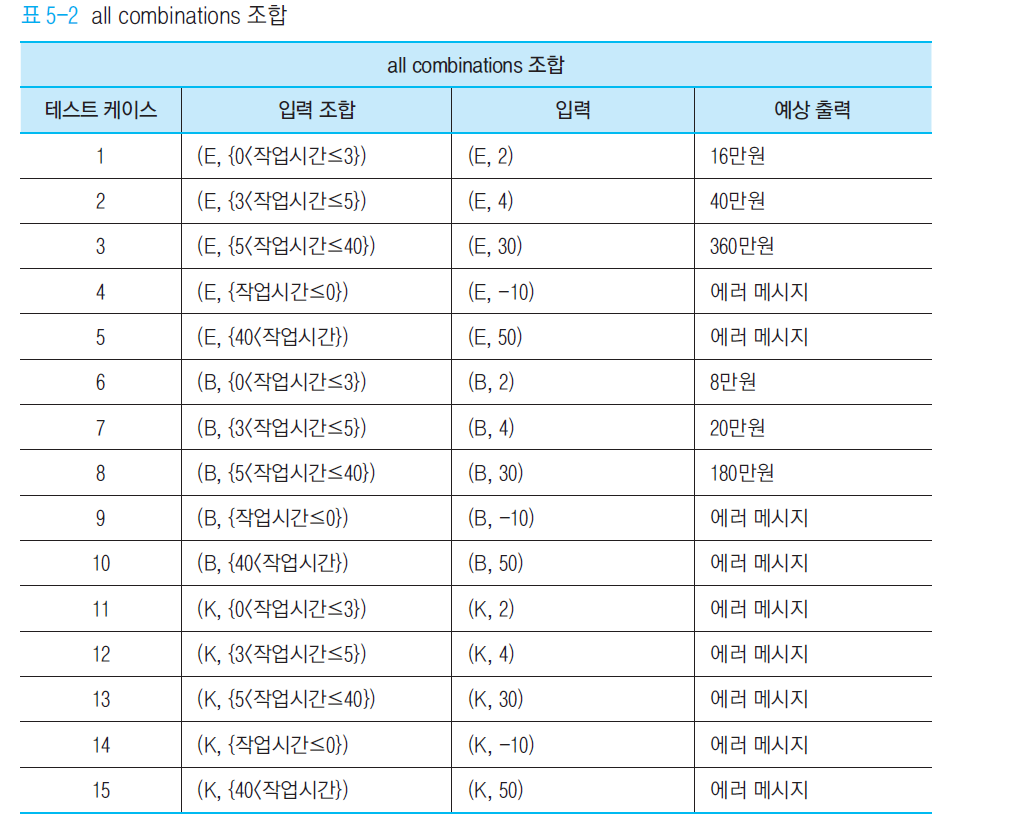 표 5-2 all combinations 조합
all combinations 조합
테스트 케이스 입력 조합 입력 예상 출력
1 (E, {0<작업시간≤3}) (E, 2) 16만원
2 (E, {3<작업시간≤5}) (E, 4) 40만원
3 (E, {5<작업시간≤40}) (E, 30) 360만원
4 (E, {작업시간≤0}) (E, -10) 에러 메시지
5 (E, {40<작업시간}) (E, 50) 에러 메시지
6 (B, {0<작업시간≤3}) (B, 2) 8만원
7 (B, {3<작업시간≤5}) (B, 4) 20만원
8 (B, {5<작업시간≤40}) (B, 30) 180만원
9 (B, {작업시간≤0}) (B, -10) 에러 메시지
10 (B, {40<작업시간}) (B, 50) 에러 메시지
11 (K, {0<작업시간≤3}) (K, 2) 에러 메시지
12 (K, {3<작업시간≤5}) (K, 4) 에러 메시지
13 (K, {5<작업시간≤40}) (K, 30) 에러 메시지
14 (K, {작업시간≤0}) (K, -10) 에러 메시지
15 (K, {40<작업시간}) (K, 50) 에러 메시지